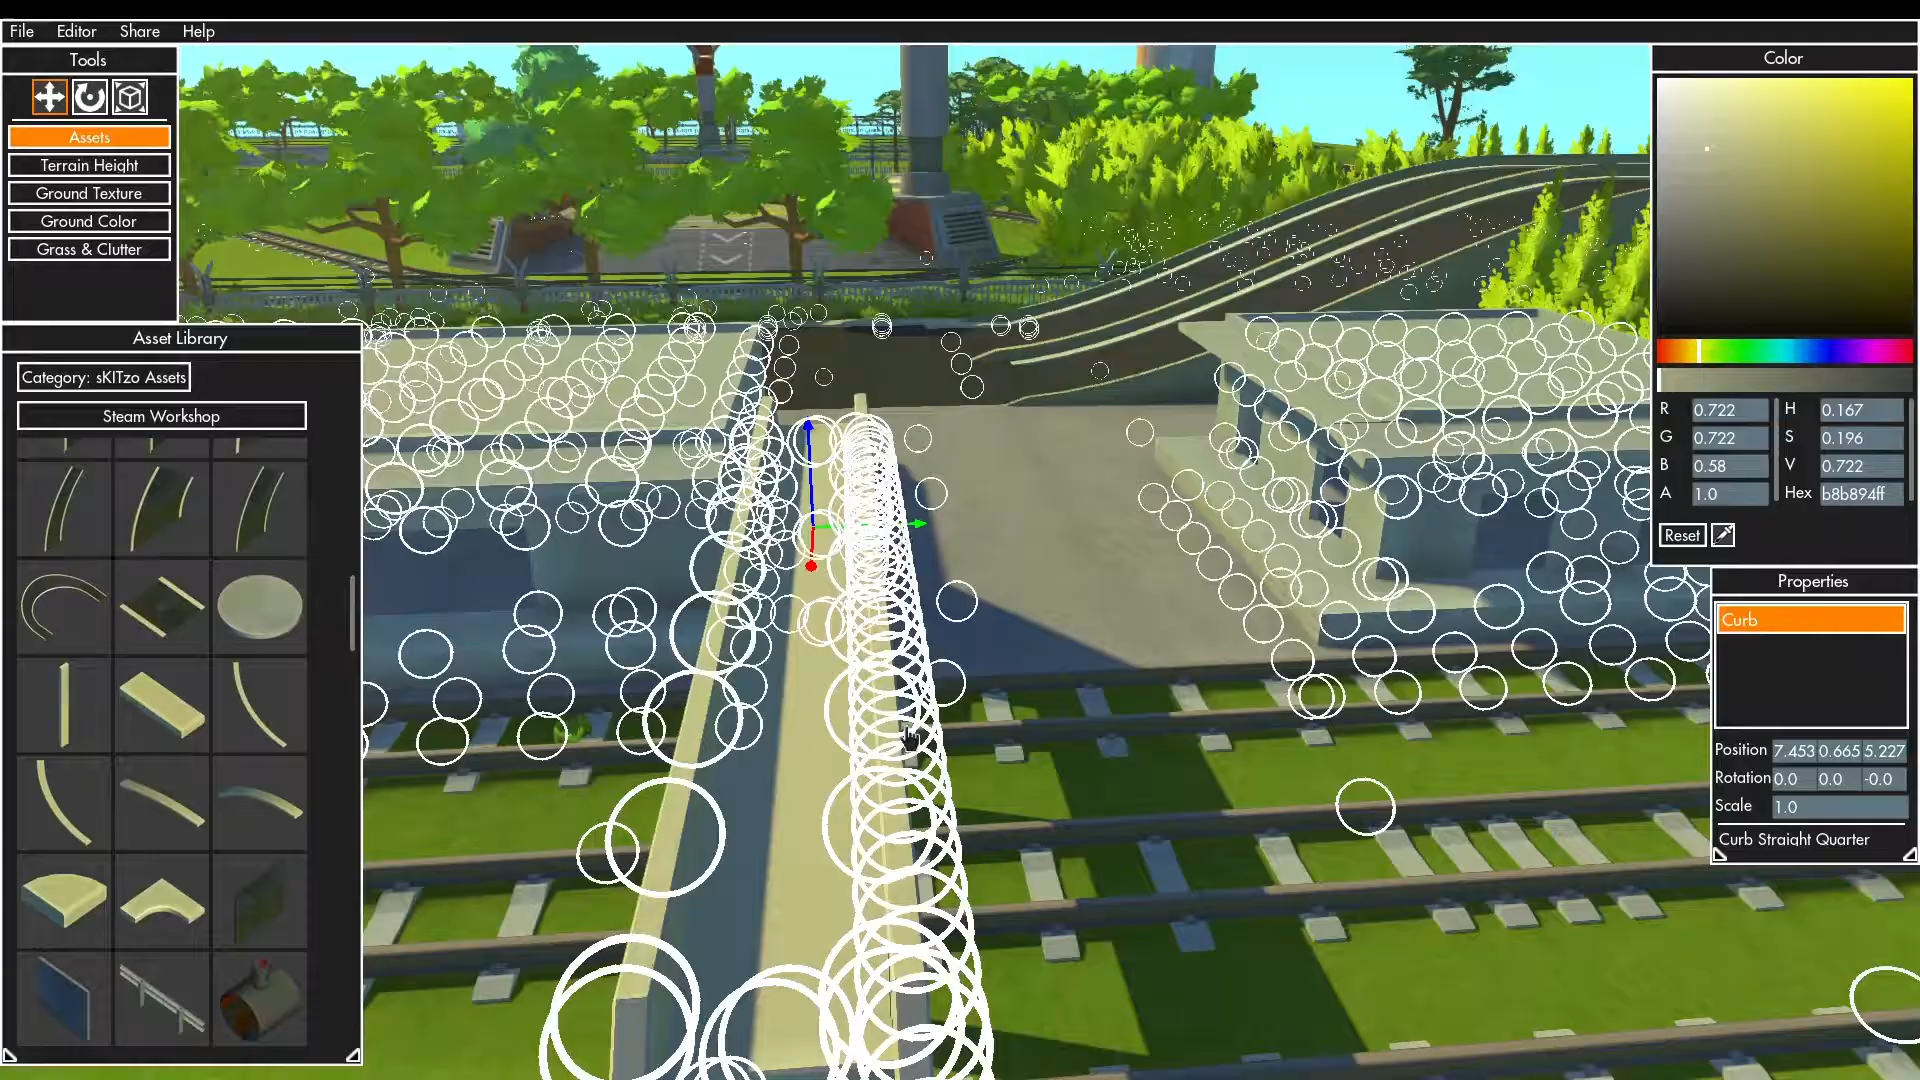 File Editor Share Help
Tools
Assets
Terrain Height
Ground Texture
Ground Color
Grass & Clutter
Asset Library
Category: sKITzo Assets
Steam Workshop
Color
R 0.722 H 0.167
G 0.722 S 0.196
B 0.58 V 0.722
A 1.0 Hex b8b894ff
Reset
Properties
Curb
Position 7.453 0.665 5.227
Rotation 0.0 0.0 -0.0
Scale 1.0
Curb Straight Quarter